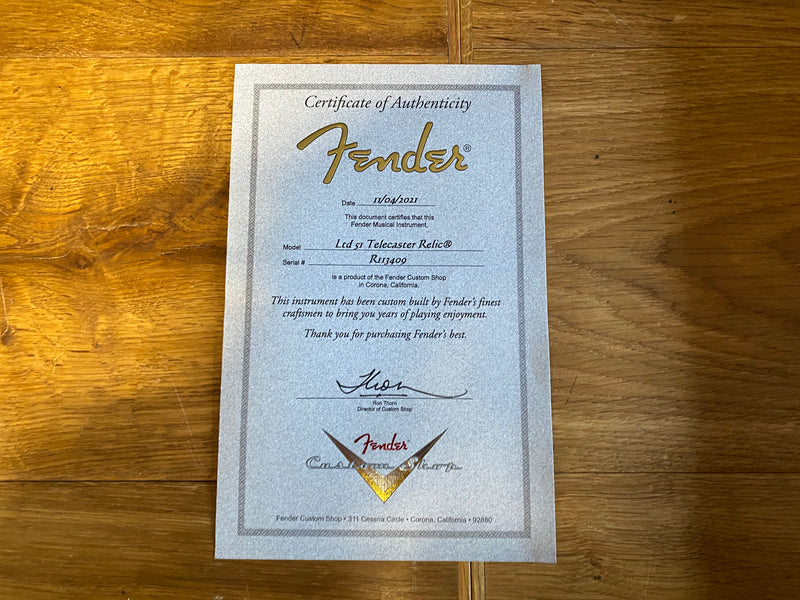 Certificate of Authenticity
Fender®
Date 11/04/2021
This document certifies that this
Fender Musical Instrument,
Model Ltd 51 Telecaster Relic®
Serial # R113409
is a product of the Fender Custom Shop
in Corona, California.
This instrument has been custom built by Fender's finest
craftsmen to bring you years of playing enjoyment.
Thank you for purchasing Fender's best.
Thorn
Ron Thorn
Director of Custom Shop
Fender
Custom Shop
Fender Custom Shop • 311 Cessna Circle • Corona, California • 92880